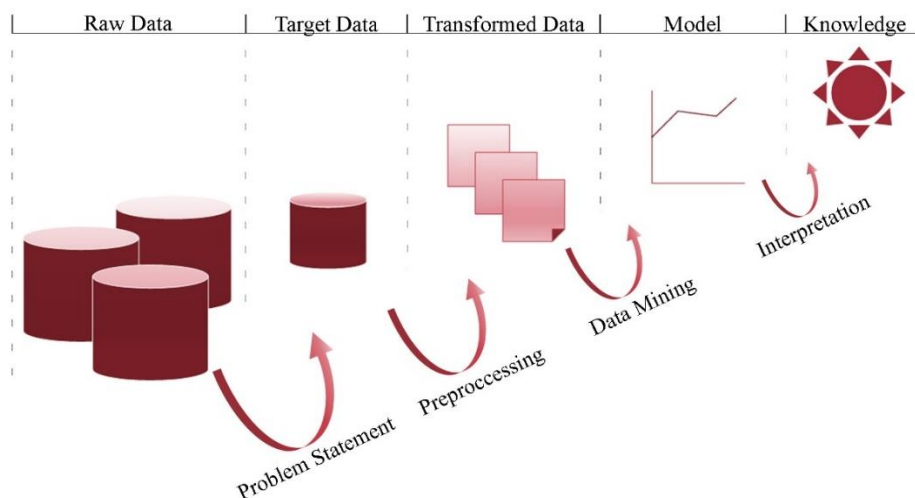 Raw Data
Target Data
Transformed Data
Model
Knowledge
Problem Statement
Preproccessing
Data Mining
Interpretation